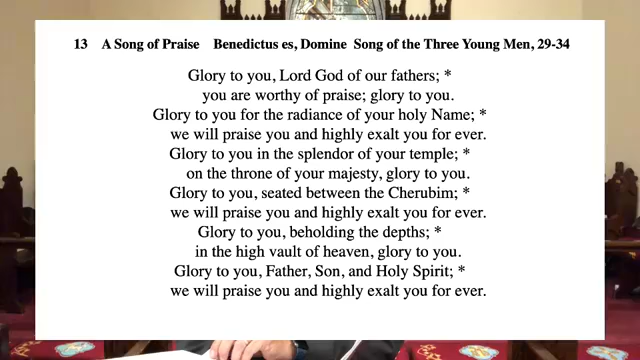 13 A Song of Praise Benedictus es, Domine Song of the Three Young Men, 29-34
Glory to you, Lord God of our fathers; *
you are worthy of praise; glory to you.
Glory to you for the radiance of your holy Name; *
we will praise you and highly exalt you for ever.
Glory to you in the splendor of your temple; *
on the throne of your majesty, glory to you.
Glory to you, seated between the Cherubim; *
we will praise you and highly exalt you for ever.
Glory to you, beholding the depths; *
in the high vault of heaven, glory to you.
Glory to you, Father, Son, and Holy Spirit; *
we will praise you and highly exalt you for ever.